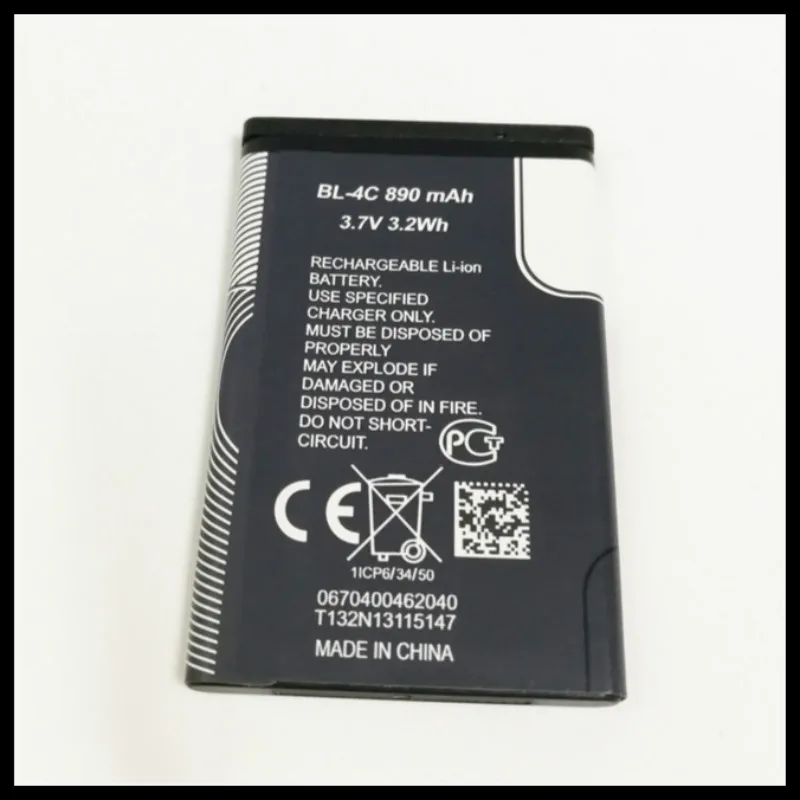 BL-4C 890 mAh
3.7V 3.2Wh
RECHARGEABLE Li-ion
BATTERY.
USE SPECIFIED
CHARGER ONLY.
MUST BE DISPOSED OF
PROPERLY
MAY EXPLODE IF
DAMAGED OR
DISPOSED OF IN FIRE.
DO NOT SHORT-
CIRCUIT.
PCT
CE
1ICP6/34/50
0670400462040
T132N13115147
MADE IN CHINA